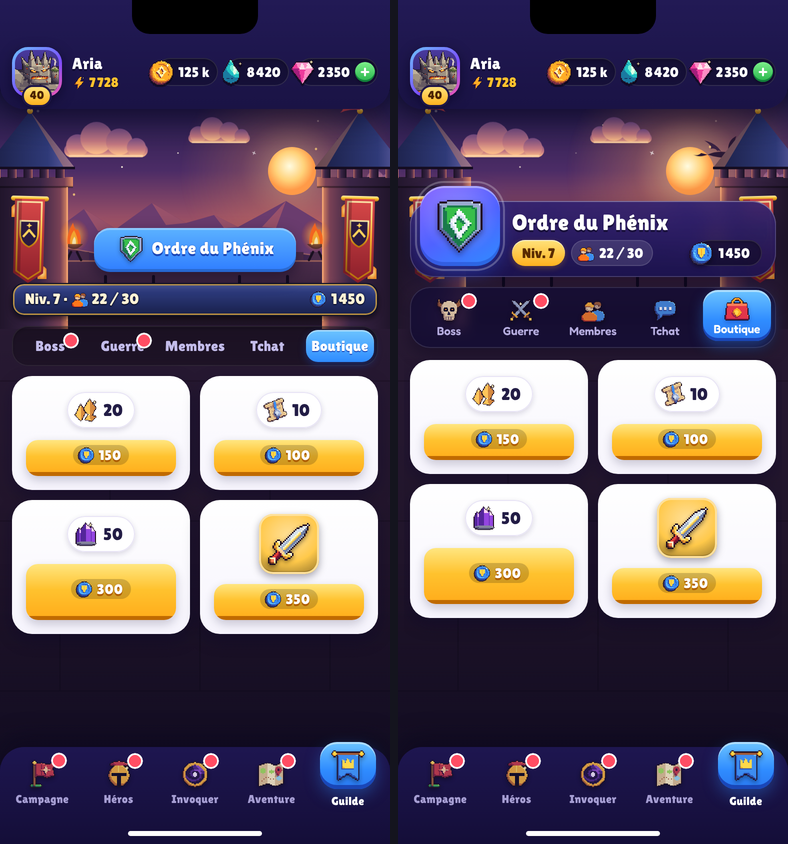 Aria
7728
40
125 k
8420
2350
Ordre du Phénix
Niv. 7 · 22 / 30
1450
Boss
Guerre
Membres
Tchat
Boutique
20
150
10
100
50
300
350
Campagne
Héros
Invoquer
Aventure
Guilde
Aria
7728
40
125 k
8420
2350
Ordre du Phénix
Niv. 7
22 / 30
1450
Boss
Guerre
Membres
Tchat
Boutique
20
150
10
100
50
300
350
Campagne
Héros
Invoquer
Aventure
Guilde